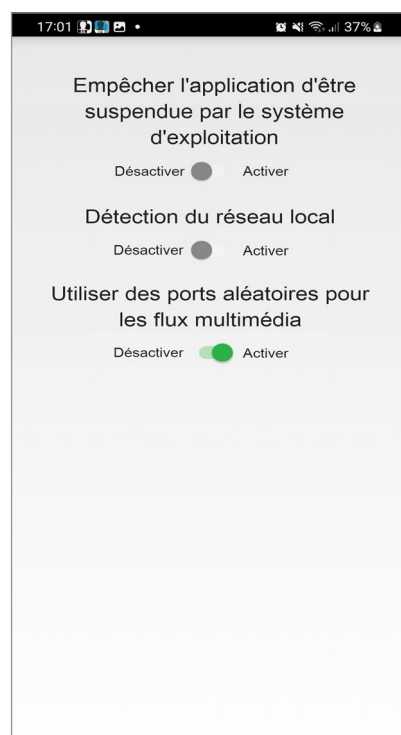 17:01 37%
Empêcher l'application d'être
suspendue par le système
d'exploitation
Désactiver Activer
Détection du réseau local
Désactiver Activer
Utiliser des ports aléatoires pour
les flux multimédia
Désactiver Activer